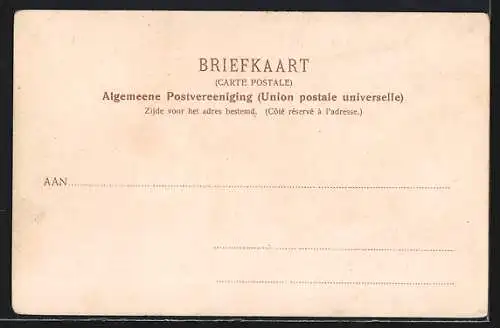 BRIEFKAART
(CARTE POSTALE)
Algemeene Postvereeniging (Union postale universelle)
Zijde voor het adres bestemd. (Côté réservé à l'adresse.)
AAN